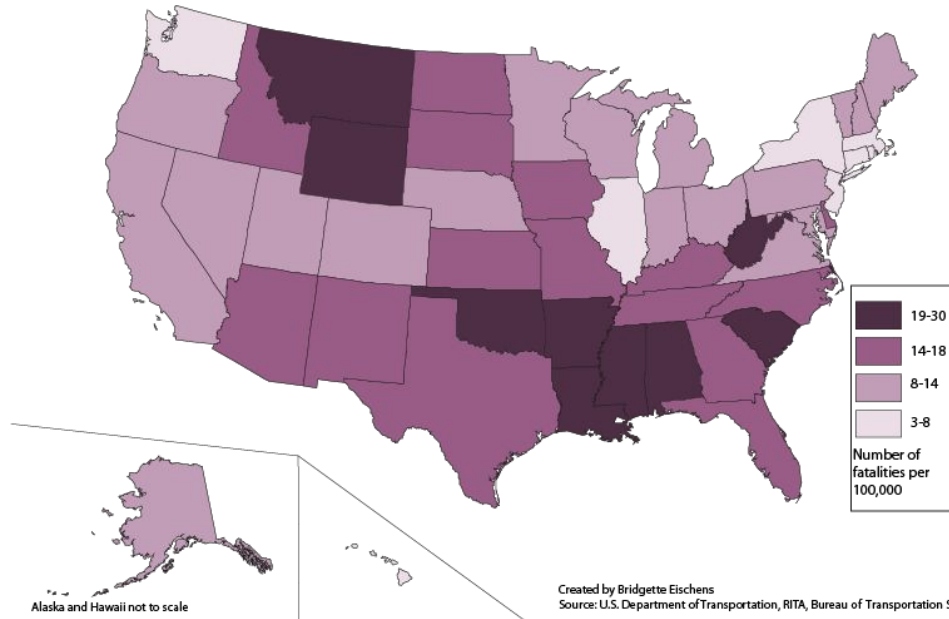 19-30
14-18
8-14
3-8
Number of
fatalities per
100,000
Alaska and Hawaii not to scale
Created by Bridgette Eischens
Source: U.S. Department of Transportation, RITA, Bureau of Transportation S